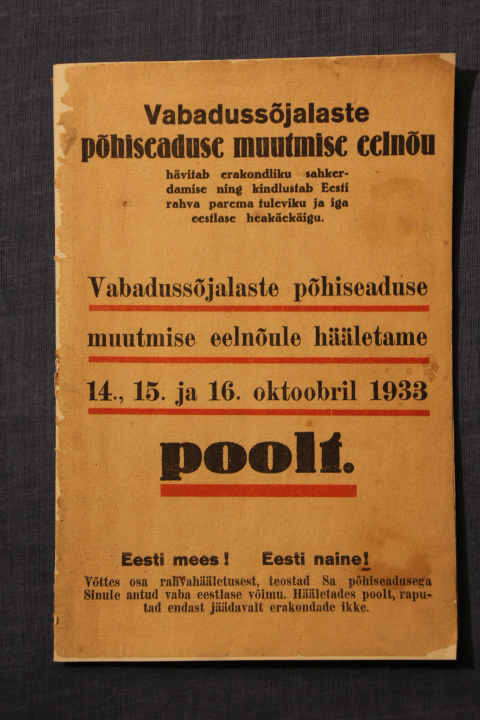 Vabadussõjalaste
põhiseaduse muutmise eelnõu
hävitab erakondliku sahker-
damise ning kindlustab Eesti
rahva parema tuleviku ja iga
eestlase heakäekäigu.
Vabadussõjalaste põhiseaduse
muutmise eelnõule hääletame
14., 15. ja 16. oktoobril 1933
poolt.
Eesti mees! Eesti naine!
Võttes osa rahvahääletusest, teostad Sa põhiseadusega
Sinule antud vaba eestlase võimu. Hääletades poolt, rapu-
tad endast jäädavalt erakondade ikke.